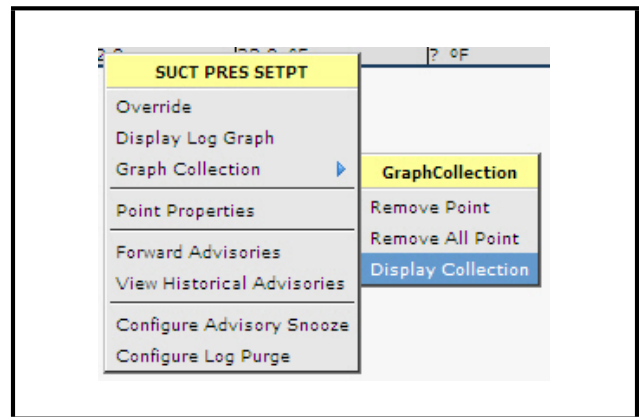 ? ºF
SUCT PRES SETPT
Override
Display Log Graph
Graph Collection
Point Properties
Forward Advisories
View Historical Advisories
Configure Advisory Snooze
Configure Log Purge
GraphCollection
Remove Point
Remove All Point
Display Collection